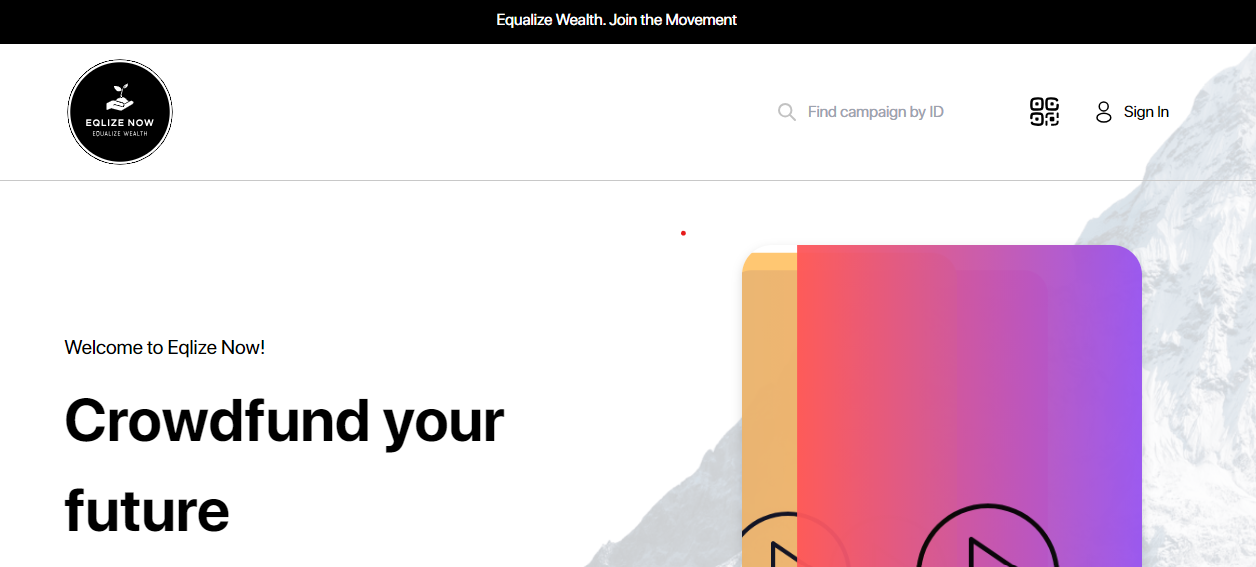 Equalize Wealth. Join the Movement
EQLIZE NOW
EQUALIZE WEALTH
Find campaign by ID
Sign In
Welcome to Eqlize Now!
Crowdfund your
future